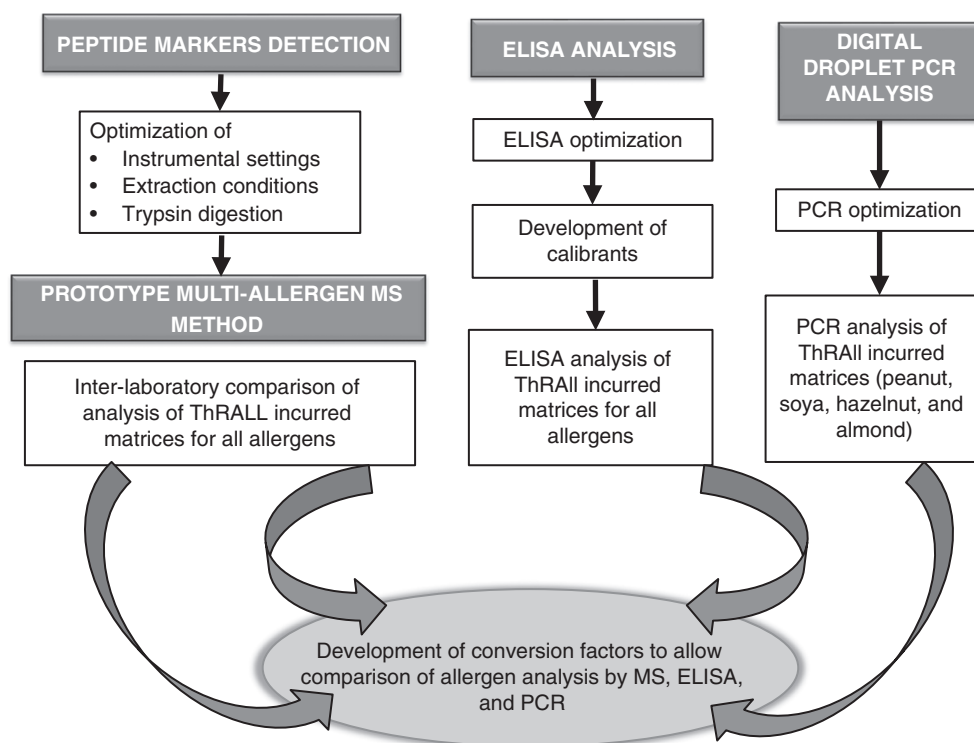 PEPTIDE MARKERS DETECTION
Optimization of
• Instrumental settings
• Extraction conditions
• Trypsin digestion
PROTOTYPE MULTI-ALLERGEN MS
METHOD
Inter-laboratory comparison of
analysis of ThRALL incurred
matrices for all allergens
ELISA ANALYSIS
ELISA optimization
Development of
calibrants
ELISA analysis of
ThRAll incurred
matrices for all
allergens
DIGITAL
DROPLET PCR
ANALYSIS
PCR optimization
PCR analysis of
ThRAll incurred
matrices (peanut,
soya, hazelnut, and
almond)
Development of conversion factors to allow
comparison of allergen analysis by MS, ELISA,
and PCR